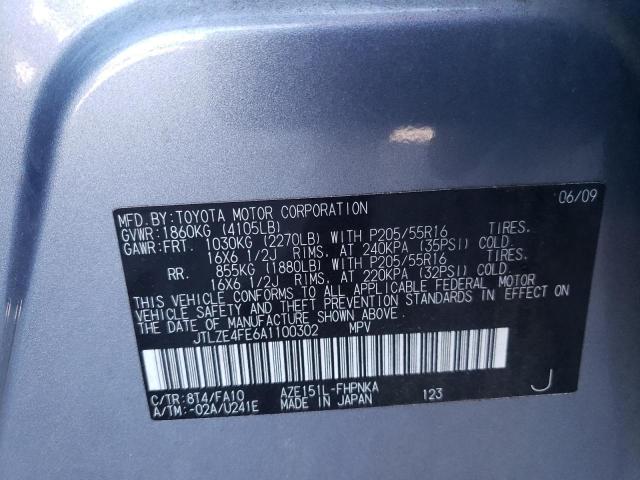 06/09
MFD.BY:TOYOTA MOTOR CORPORATION
GVWR:1860KG (4105LB)
GAWR:FRT. 1030KG (2270LB) WITH P205/55R16 TIRES.
16X6 1/2J RIMS, AT 240KPA (35PSI) COLD.
RR. 855KG (1880LB) WITH P205/55R16 TIRES.
16X6 1/2J RIMS, AT 220KPA (32PSI) COLD.
THIS VEHICLE CONFORMS TO ALL APPLICABLE FEDERAL MOTOR
VEHICLE SAFETY AND THEFT PREVENTION STANDARDS IN EFFECT ON
THE DATE OF MANUFACTURE SHOWN ABOVE.
JTLZE4FE6A1100302 MPV
C/TR:8T4/FA10 AZE151L-FHPNKA
A/TM:-02A/U241E MADE IN JAPAN 123 J